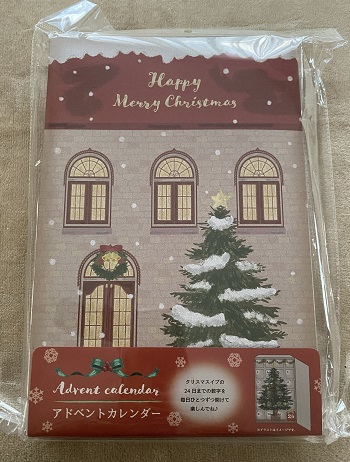 Happy
Merry Christmas
Advent calendar
アドベントカレンダー
クリスマスイブの
24日までの数字を
毎日ひとつずつ開けて
楽しんでね♪
24